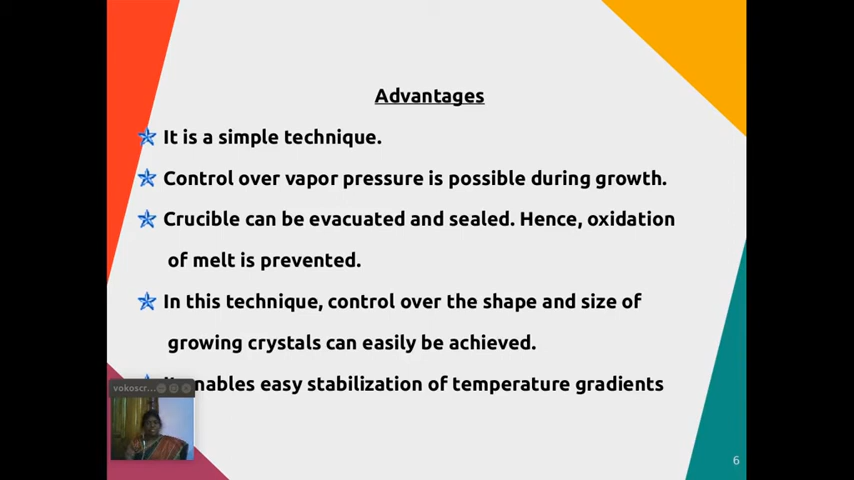 Advantages
It is a simple technique.
Control over vapor pressure is possible during growth.
Crucible can be evacuated and sealed. Hence, oxidation
of melt is prevented.
In this technique, control over the shape and size of
growing crystals can easily be achieved.
enables easy stabilization of temperature gradients
vokoscr...
6